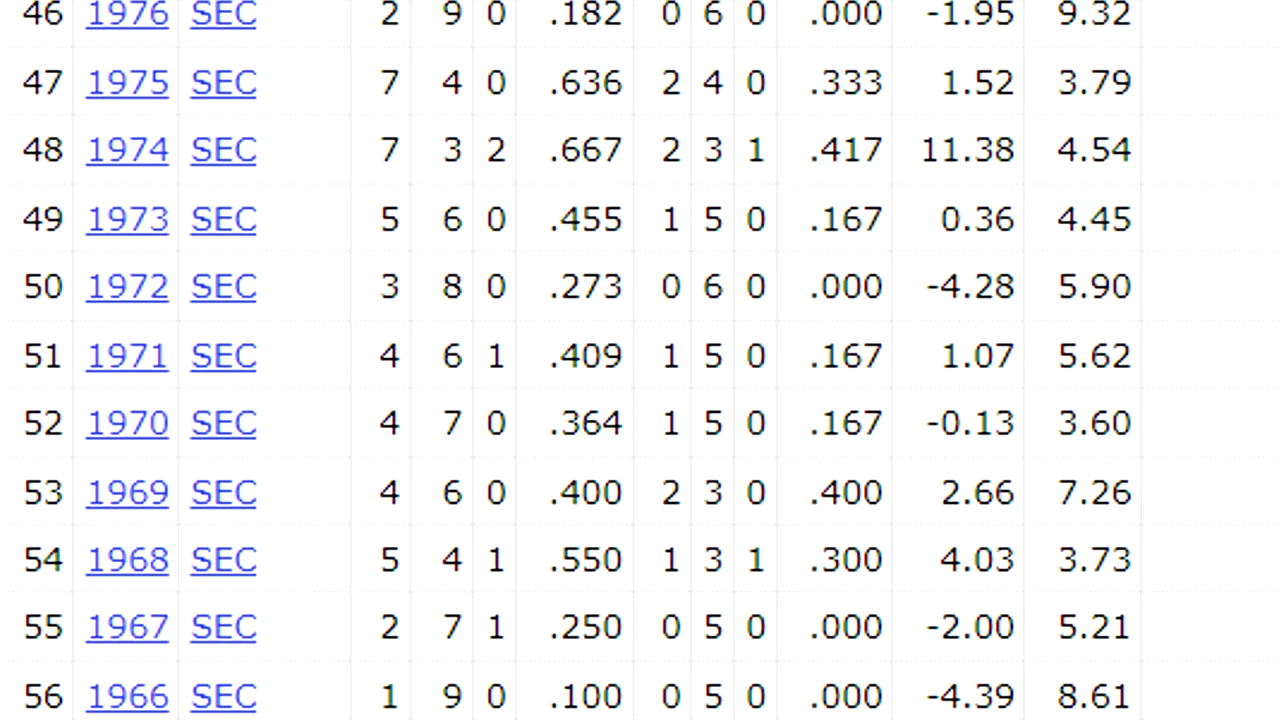 46 1976 SEC 2 9 0 .182 0 6 0 .000 -1.95 9.32
47 1975 SEC 7 4 0 .636 2 4 0 .333 1.52 3.79
48 1974 SEC 7 3 2 .667 2 3 1 .417 11.38 4.54
49 1973 SEC 5 6 0 .455 1 5 0 .167 0.36 4.45
50 1972 SEC 3 8 0 .273 0 6 0 .000 -4.28 5.90
51 1971 SEC 4 6 1 .409 1 5 0 .167 1.07 5.62
52 1970 SEC 4 7 0 .364 1 5 0 .167 -0.13 3.60
53 1969 SEC 4 6 0 .400 2 3 0 .400 2.66 7.26
54 1968 SEC 5 4 1 .550 1 3 1 .300 4.03 3.73
55 1967 SEC 2 7 1 .250 0 5 0 .000 -2.00 5.21
56 1966 SEC 1 9 0 .100 0 5 0 .000 -4.39 8.61